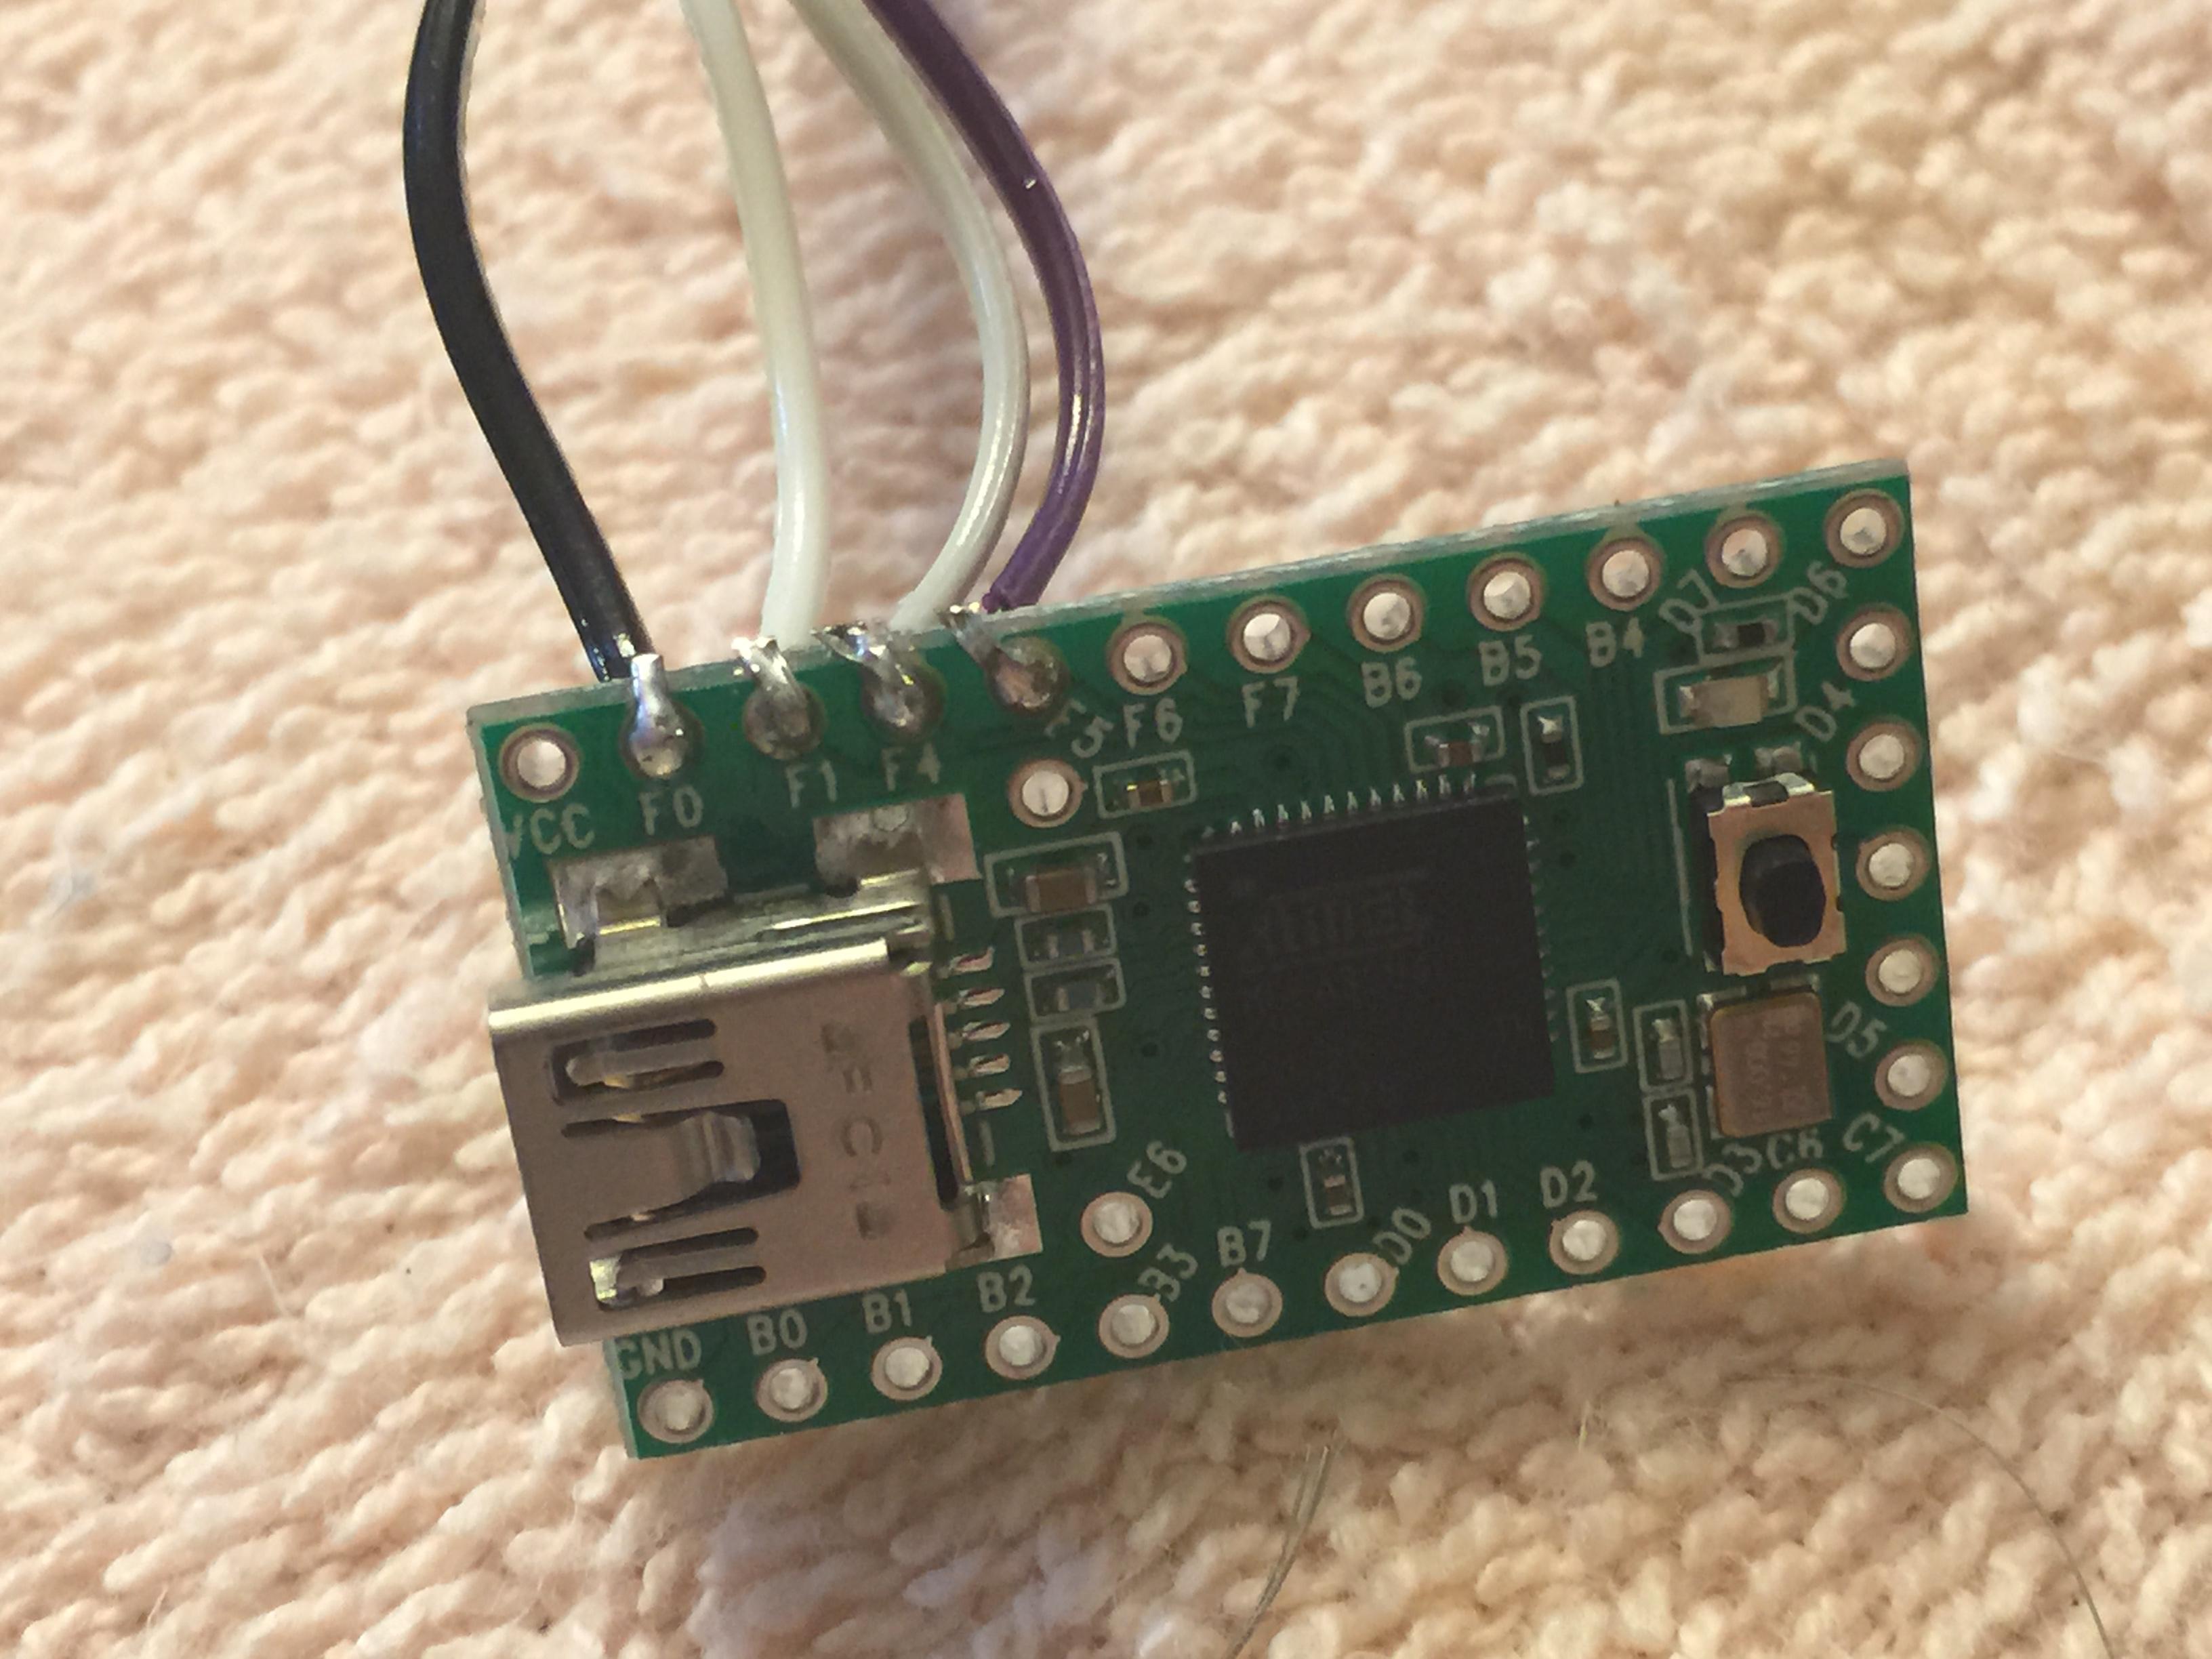 VCC F0 F1 F4 F5 F6 F7 B6 B5 B4 D7 D6
D4
ATMEL
D5
E6
GND B0 B1 B2 B3 B7 D0 D1 D2 D3 C6 C7